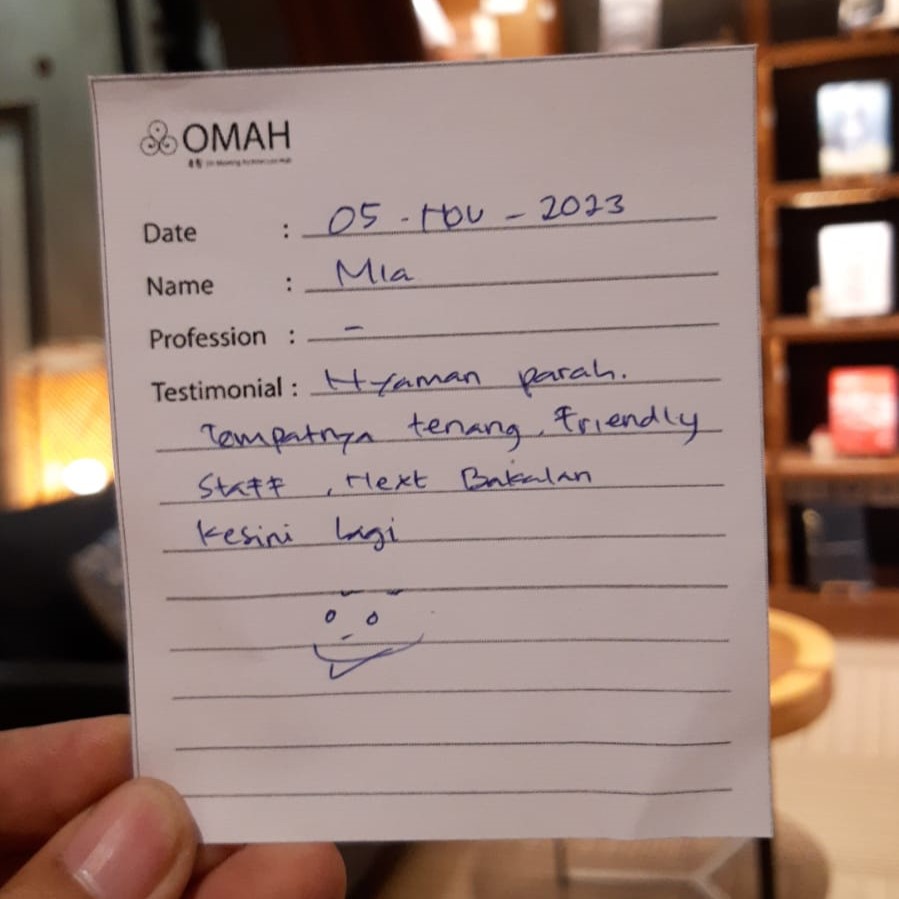 OMAH
Date : 05 - Nov - 2023
Name : Mia
Profession : -
Testimonial : Nyaman parah.
Tempatnya tenang, Friendly
Staff, Next Bakalan
Kesini lagi